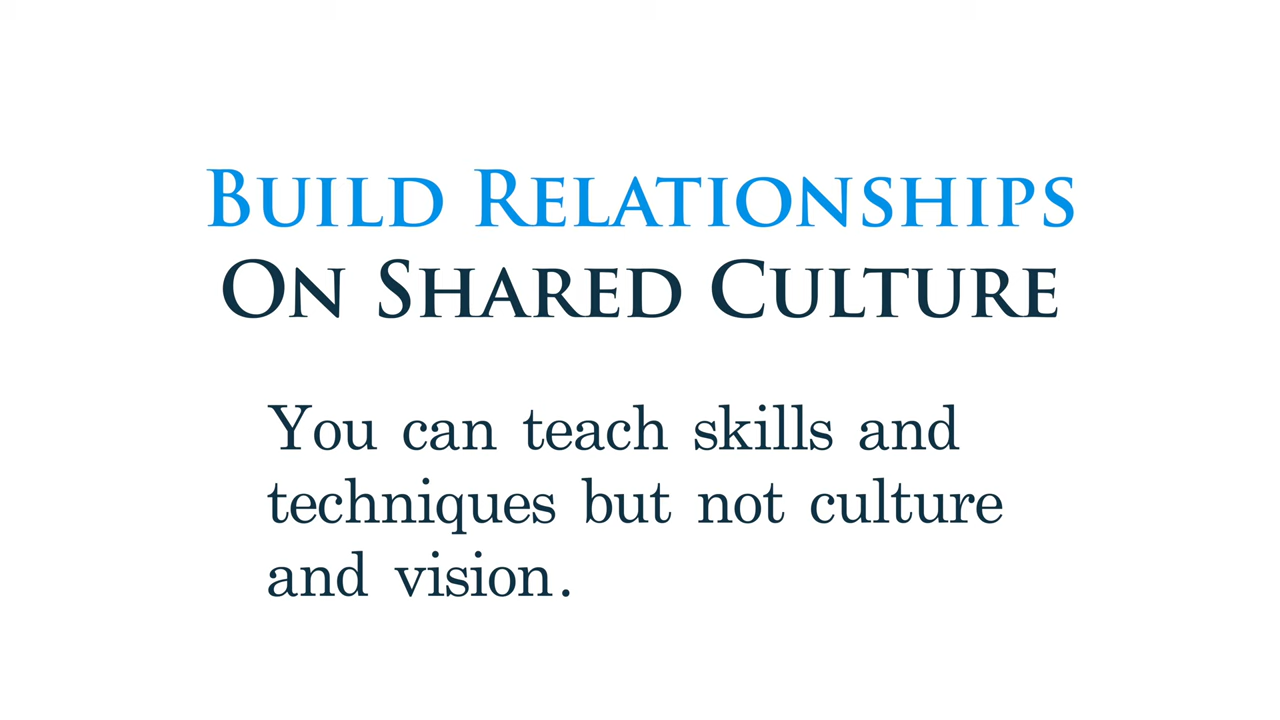 Build Relationships
On Shared Culture
You can teach skills and
techniques but not culture
and vision.